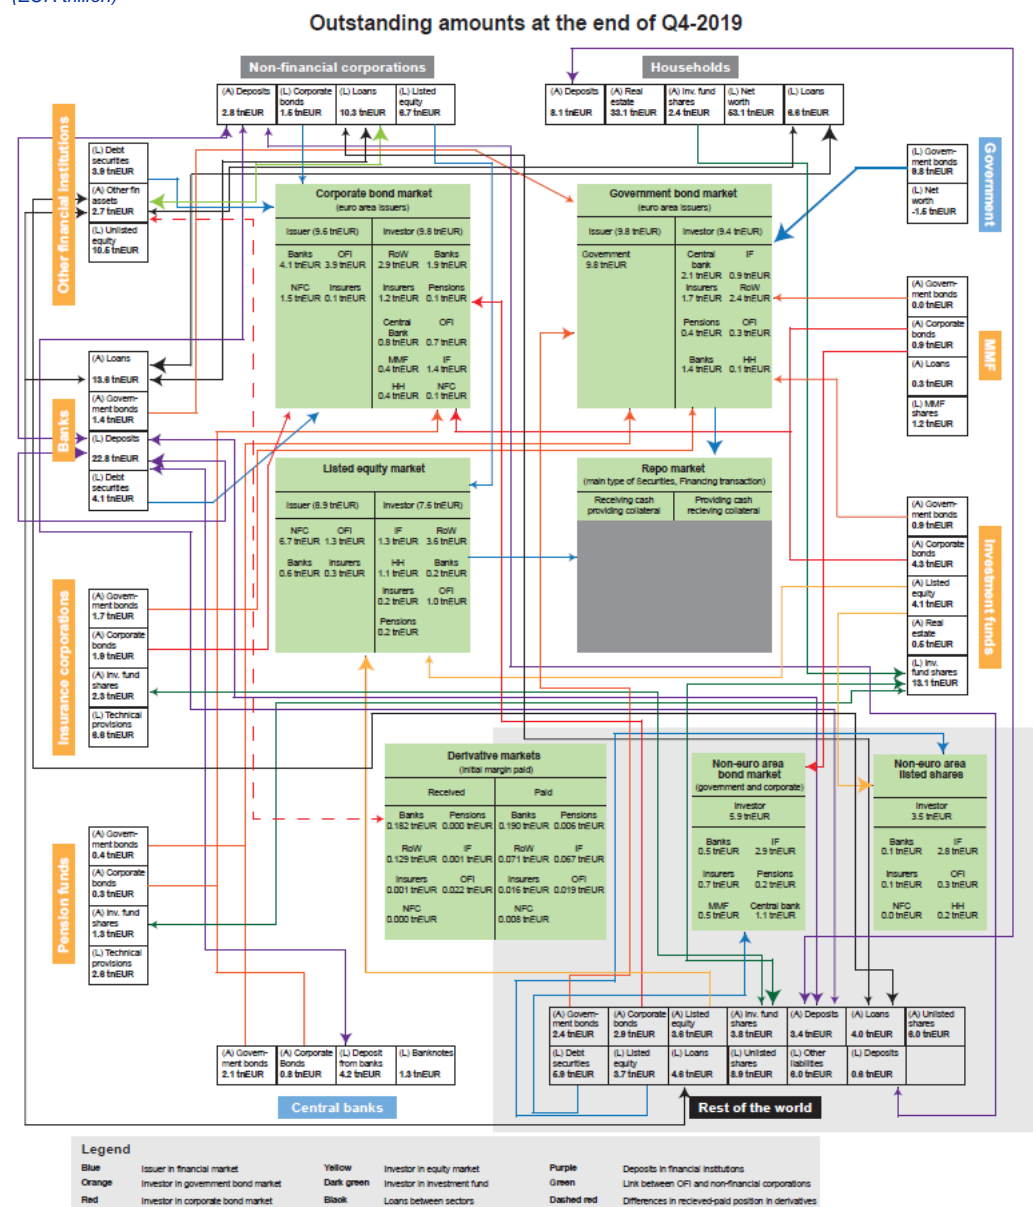 (EUR trillion)
Outstanding amounts at the end of Q4-2019
Non-financial corporations
(A) Deposits
2.8 tnEUR
(L) Corporate
bonds
1.5 tnEUR
(L) Loans
10.3 tnEUR
(L) Listed
equity
6.7 tnEUR
Households
(A) Deposits
8.1 tnEUR
(A) Real
estate
33.1 tnEUR
(A) Inv. fund
shares
2.4 tnEUR
(L) Net
worth
53.1 tnEUR
(L) Loans
6.6 tnEUR
Other financial institutions
(L) Debt
securities
3.9 tnEUR
(A) Other fin
assets
2.7 tnEUR
(L) Unlisted
equity
10.5 tnEUR
Government
(L) Govern-
ment bonds
9.8 tnEUR
(L) Net
worth
-1.5 tnEUR
Corporate bond market
(euro area issuers)
Issuer (9.6 tnEUR)
Investor (9.8 tnEUR)
Banks OFI
4.1 tnEUR 3.9 tnEUR
NFC Insurers
1.5 tnEUR 0.1 tnEUR
RoW Banks
2.9 tnEUR 1.9 tnEUR
Insurers Pensions
1.2 tnEUR 0.1 tnEUR
Central
Bank OFI
0.8 tnEUR 0.7 tnEUR
MMF IF
0.4 tnEUR 1.4 tnEUR
HH NFC
0.4 tnEUR 0.1 tnEUR
Government bond market
(euro area issuers)
Issuer (9.8 tnEUR)
Investor (9.4 tnEUR)
Government
9.8 tnEUR
Central
bank IF
2.1 tnEUR 0.9 tnEUR
Insurers RoW
1.7 tnEUR 2.4 tnEUR
Pensions OFI
0.4 tnEUR 0.3 tnEUR
Banks HH
1.4 tnEUR 0.1 tnEUR
MMF
(A) Govern-
ment bonds
0.0 tnEUR
(A) Corporate
bonds
0.9 tnEUR
(A) Loans
0.3 tnEUR
(L) MMF
shares
1.2 tnEUR
Banks
(A) Loans
13.6 tnEUR
(A) Govern-
ment bonds
1.4 tnEUR
(L) Deposits
22.8 tnEUR
(L) Debt
securities
4.1 tnEUR
Listed equity market
Issuer (8.9 tnEUR)
Investor (7.6 tnEUR)
NFC OFI
6.7 tnEUR 1.3 tnEUR
Banks Insurers
0.6 tnEUR 0.3 tnEUR
IF RoW
1.3 tnEUR 3.6 tnEUR
HH Banks
1.1 tnEUR 0.2 tnEUR
Insurers OFI
0.2 tnEUR 1.0 tnEUR
Pensions
0.2 tnEUR
Repo market
(main type of Securities, Financing transaction)
Receiving cash
providing collateral
Providing cash
recieving collateral
Investment funds
(A) Govern-
ment bonds
0.9 tnEUR
(A) Corporate
bonds
4.3 tnEUR
(A) Listed
equity
4.1 tnEUR
(A) Real
estate
0.5 tnEUR
(L) Inv.
fund shares
13.1 tnEUR
Insurance corporations
(A) Govern-
ment bonds
1.7 tnEUR
(A) Corporate
bonds
1.9 tnEUR
(A) Inv. fund
shares
2.3 tnEUR
(L) Technical
provisions
6.6 tnEUR
Derivative markets
(initial margin paid)
Received
Paid
Banks Pensions
0.182 tnEUR 0.000 tnEUR
RoW IF
0.129 tnEUR 0.001 tnEUR
Insurers OFI
0.001 tnEUR 0.022 tnEUR
NFC
0.000 tnEUR
Banks Pensions
0.190 tnEUR 0.006 tnEUR
RoW IF
0.071 tnEUR 0.067 tnEUR
Insurers OFI
0.016 tnEUR 0.019 tnEUR
NFC
0.008 tnEUR
Non-euro area
bond market
(government and corporate)
Investor
5.9 tnEUR
Banks IF
0.5 tnEUR 2.9 tnEUR
Insurers Pensions
0.7 tnEUR 0.2 tnEUR
MMF Central bank
0.5 tnEUR 1.1 tnEUR
Non-euro area
listed shares
Investor
3.5 tnEUR
Banks IF
0.1 tnEUR 2.8 tnEUR
Insurers OFI
0.1 tnEUR 0.3 tnEUR
NFC HH
0.0 tnEUR 0.2 tnEUR
Pension funds
(A) Govern-
ment bonds
0.4 tnEUR
(A) Corporate
bonds
0.3 tnEUR
(A) Inv. fund
shares
1.3 tnEUR
(L) Technical
provisions
2.6 tnEUR
(A) Govern-
ment bonds
2.1 tnEUR
(A) Corporate
Bonds
0.8 tnEUR
(L) Deposit
from banks
4.2 tnEUR
(L) Banknotes
1.3 tnEUR
Central banks
(A) Govern-
ment bonds
2.4 tnEUR
(A) Corporate
bonds
2.9 tnEUR
(A) Listed
equity
3.6 tnEUR
(A) Inv. fund
shares
3.8 tnEUR
(A) Deposits
3.4 tnEUR
(A) Loans
4.0 tnEUR
(A) Unlisted
shares
6.0 tnEUR
(L) Debt
securities
5.9 tnEUR
(L) Listed
equity
3.7 tnEUR
(L) Loans
4.6 tnEUR
(L) Unlisted
shares
8.9 tnEUR
(L) Other
liabilities
6.0 tnEUR
(L) Deposits
0.6 tnEUR
Rest of the world
Legend
Blue Issuer in financial market
Orange Investor in government bond market
Red Investor in corporate bond market
Yellow Investor in equity market
Dark green Investor in investment fund
Black Loans between sectors
Purple Deposits in financial institutions
Green Link between OFI and non-financial corporations
Dashed red Differences in recieved-paid position in derivatives